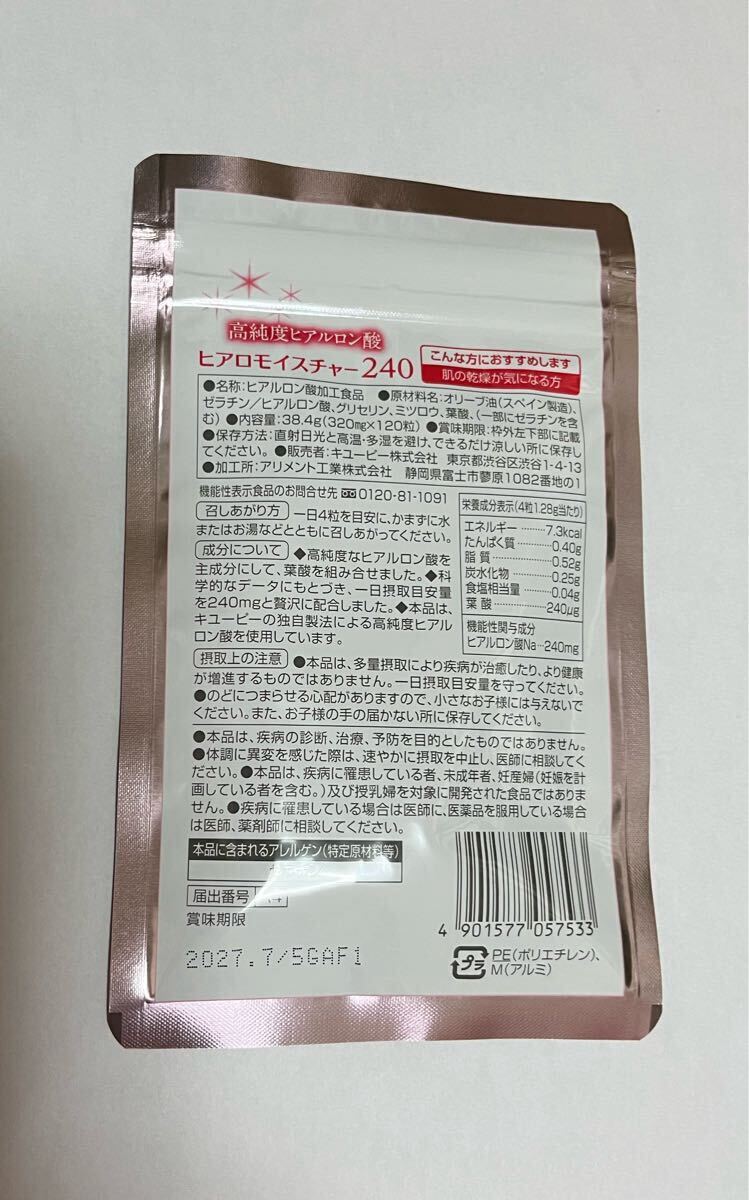 高純度ヒアルロン酸
ヒアロモイスチャー240
こんな方におすすめします
肌の乾燥が気になる方
●名称:ヒアルロン酸加工食品 ●原材料名:オリーブ油(スペイン製造)、
ゼラチン/ヒアルロン酸、グリセリン、ミツロウ、葉酸、(一部にゼラチンを含
む) ●内容量:38.4g(320mg×120粒) ●賞味期限:枠外左下部に記載
●保存方法:直射日光と高温・多湿を避け、できるだけ涼しい所に保存し
てください。 ●販売者:キユーピー株式会社 東京都渋谷区渋谷1-4-13
●加工所:アリメント工業株式会社 静岡県富士市蓼原1082番地の1
機能性表示食品のお問合せ先 0120-81-1091
召しあがり方 一日4粒を目安に、かまずに水
またはお湯などとともに召しあがってください。
成分について ◆高純度なヒアルロン酸を
主成分にして、葉酸を組み合せました。◆科
学的なデータにもとづき、一日摂取目安量
を240mgと贅沢に配合しました。◆本品は、
キユーピーの独自製法による高純度ヒアル
ロン酸を使用しています。
栄養成分表示(4粒1.28g当たり)
エネルギー………7.3kcal
たんぱく質………0.40g
脂質………0.52g
炭水化物………0.25g
食塩相当量………0.04g
葉酸………240μg
機能性関与成分
ヒアルロン酸Na…240mg
摂取上の注意 ●本品は、多量摂取により疾病が治癒したり、より健康
が増進するものではありません。一日摂取目安量を守ってください。
●のどにつまらせる心配がありますので、小さなお子様には与えないで
ください。また、お子様の手の届かない所に保存してください。
●本品は、疾病の診断、治療、予防を目的としたものではありません。
●体調に異変を感じた際は、速やかに摂取を中止し、医師に相談してく
ださい。●本品は、疾病に罹患している者、未成年者、妊産婦(妊娠を計
画している者を含む。)及び授乳婦を対象に開発された食品ではありま
せん。●疾病に罹患している場合は医師に、医薬品を服用している場合
は医師、薬剤師に相談してください。
本品に含まれるアレルゲン(特定原材料等)
届出番号
賞味期限
2027.7/5GAF1
4 901577 057533
プラ
PE(ポリエチレン)、
M(アルミ)